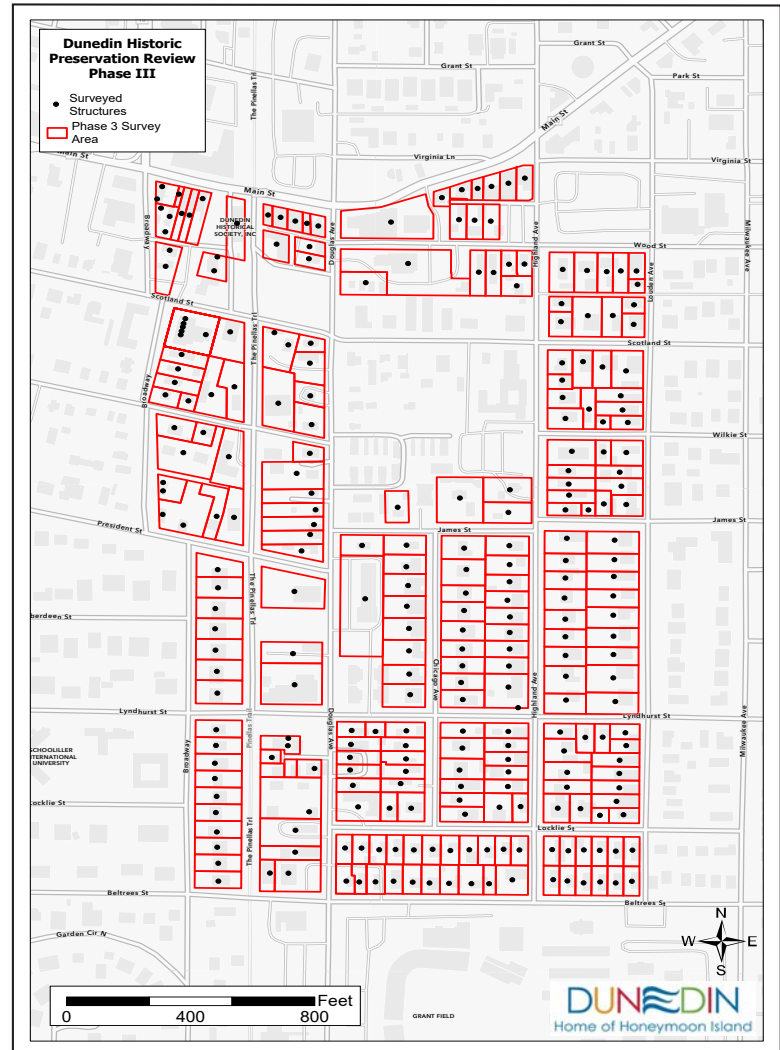 Dunedin Historic
Preservation Review
Phase III
Surveyed
Structures
Phase 3 Survey
Area
Grant St
Grant St
Park St
The Pinellas Trl
Main St
Main St
Virginia Ln
Virginia St
Main St
Broadway
DUNEDIN
HISTORICAL
SOCIETY, INC
Douglas Ave
Highland Ave
Wood St
Louden Ave
Milwaukee Ave
Scotland St
The Pinellas Trl
Scotland St
Broadway
Wilkie St
President St
James St
James St
The Pinellas Trl
berdeen St
Chicago Ave
Highland Ave
Lyndhurst St
Pinellas Trail
Douglas Ave
Lyndhurst St
Milwaukee Ave
Broadway
SCHOOLILLER
INTERNATIONAL
UNIVERSITY
Locklie St
The Pinellas Trl
Locklie St
Beltrees St
Beltrees St
Garden Cir N
N
W
E
S
Feet
0 400 800
GRANT FIELD
DUNEDIN
Home of Honeymoon Island